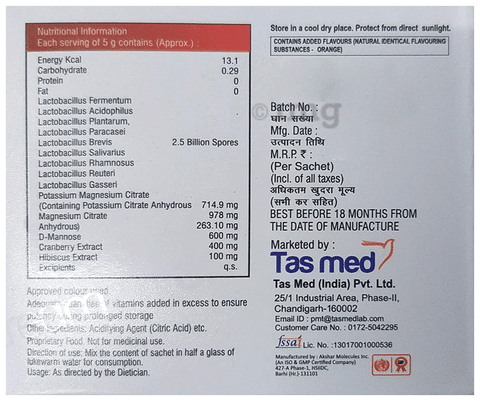 Nutritional Information
Each serving of 5 g contains (Approx.) :
Energy Kcal 13.1
Carbohydrate 0.29
Protein 0
Fat 0
Lactobacillus Fermentum
Lactobacillus Acidophilus
Lactobacillus Plantarum,
Lactobacillus Paracasei
Lactobacillus Brevis 2.5 Billion Spores
Lactobacillus Salivarius
Lactobacillus Rhamnosus
Lactobacillus Reuteri
Lactobacillus Gasseri
Potassium Magnesium Citrate
(Containing Potassium Citrate Anhydrous 714.9 mg
Magnesium Citrate 978 mg
Anhydrous) 263.10 mg
D-Mannose 600 mg
Cranberry Extract 400 mg
Hibiscus Extract 100 mg
Excipients q.s.
Approved colour used.
of vitamins added in excess to ensure
potency during prolonged storage
Other Ingredients: Acidifying Agent (Citric Acid) etc.
Proprietary Food. Not for medicinal use.
Direction of use: Mix the content of sachet in half a glass of
lukewarm water for consumption.
Usage: As directed by the Dietician.
Store in a cool dry place. Protect from direct sunlight.
CONTAINS ADDED FLAVOURS (NATURAL IDENTICAL FLAVOURING
SUBSTANCES - ORANGE)
Batch No. :
घान संख्या
Mfg. Date :
उत्पादन तिथि
M.R.P. ₹ :
(Per Sachet)
(Incl. of all taxes)
अधिकतम खुदरा मूल्य
(सभी कर सहित)
BEST BEFORE 18 MONTHS FROM
THE DATE OF MANUFACTURE
Marketed by :
Tas med
Tas Med (India) Pvt. Ltd.
25/1 Industrial Area, Phase-II,
Chandigarh-160002
Email ID : pmt@tasmedlab.com
Customer Care No. : 0172-5042295
fssai Lic. No. :13017001000536
Manufactured by : Akshar Molecules Inc.
(An ISO & GMP Certified Company)
427-A Phase-1, HSIIDC,
Barhi (Hr.)-131101